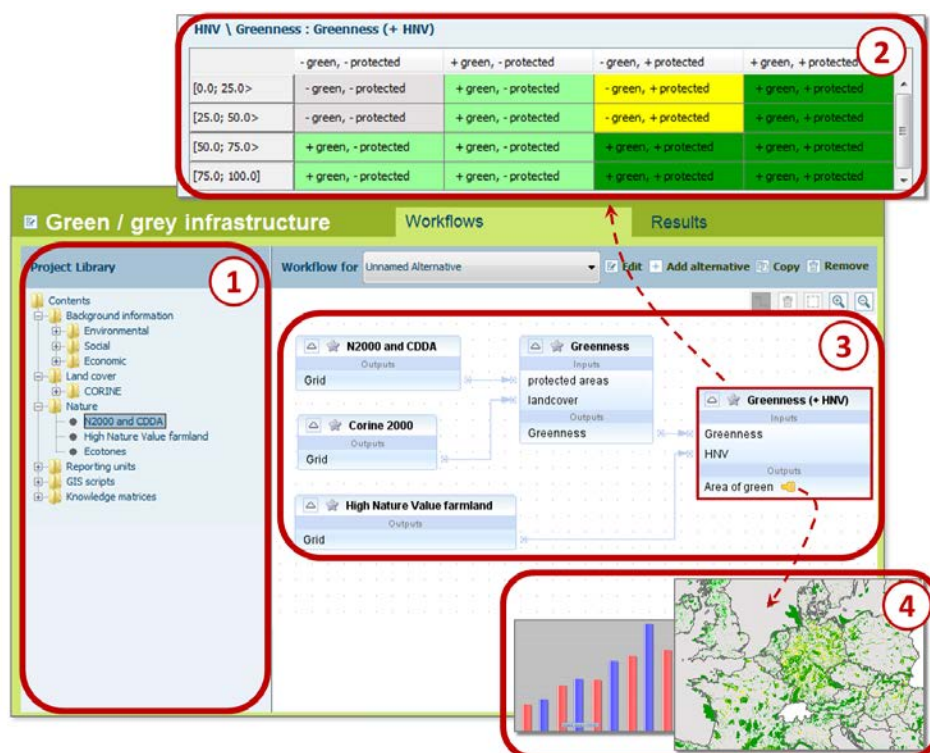 HNV \ Greenness : Greenness (+ HNV)
2
- green, - protected + green, - protected - green, + protected + green, + protected
[0.0; 25.0> - green, - protected + green, - protected - green, + protected + green, + protected
[25.0; 50.0> - green, - protected + green, - protected - green, + protected + green, + protected
[50.0; 75.0> + green, - protected + green, - protected + green, + protected + green, + protected
[75.0; 100.0] + green, - protected + green, - protected + green, + protected + green, + protected
Green / grey infrastructure Workflows Results
Project Library
1
Contents
Background information
Environmental
Social
Economic
Land cover
CORINE
Nature
N2000 and CDDA
High Nature Value farmland
Ecotones
Reporting units
GIS scripts
Knowledge matrices
Workflow for Unnamed Alternative Edit Add alternative Copy Remove
3
N2000 and CDDA
Outputs
Grid
Corine 2000
Outputs
Grid
High Nature Value farmland
Outputs
Grid
Greenness
Inputs
protected areas
landcover
Outputs
Greenness
Greenness (+ HNV)
Inputs
Greenness
HNV
Outputs
Area of green
4